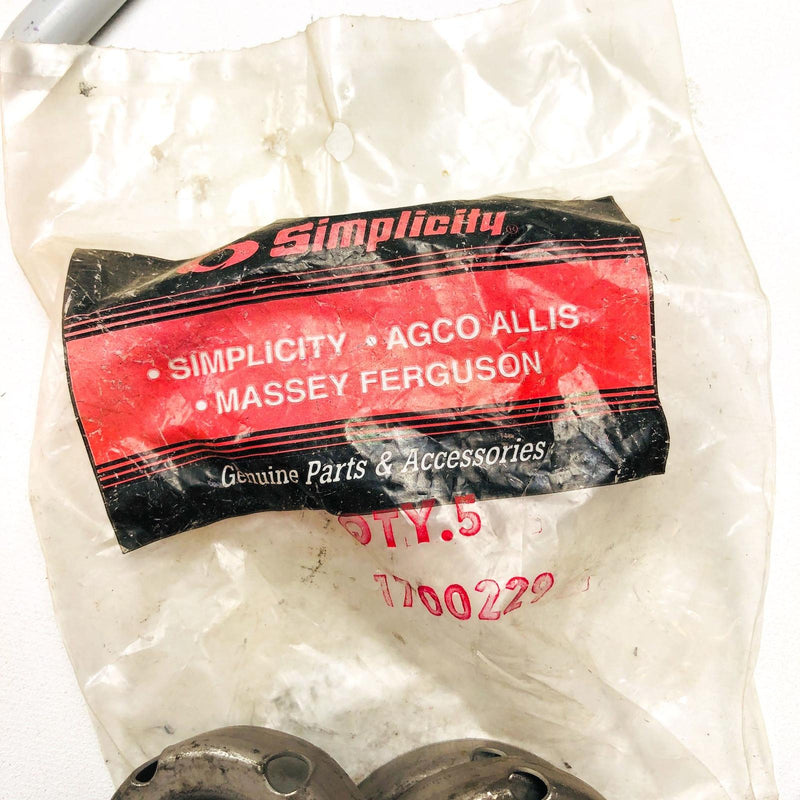 Simplicity®
• SIMPLICITY • AGCO ALLIS
• MASSEY FERGUSON
Genuine Parts & Accessories
QTY.5
1700229